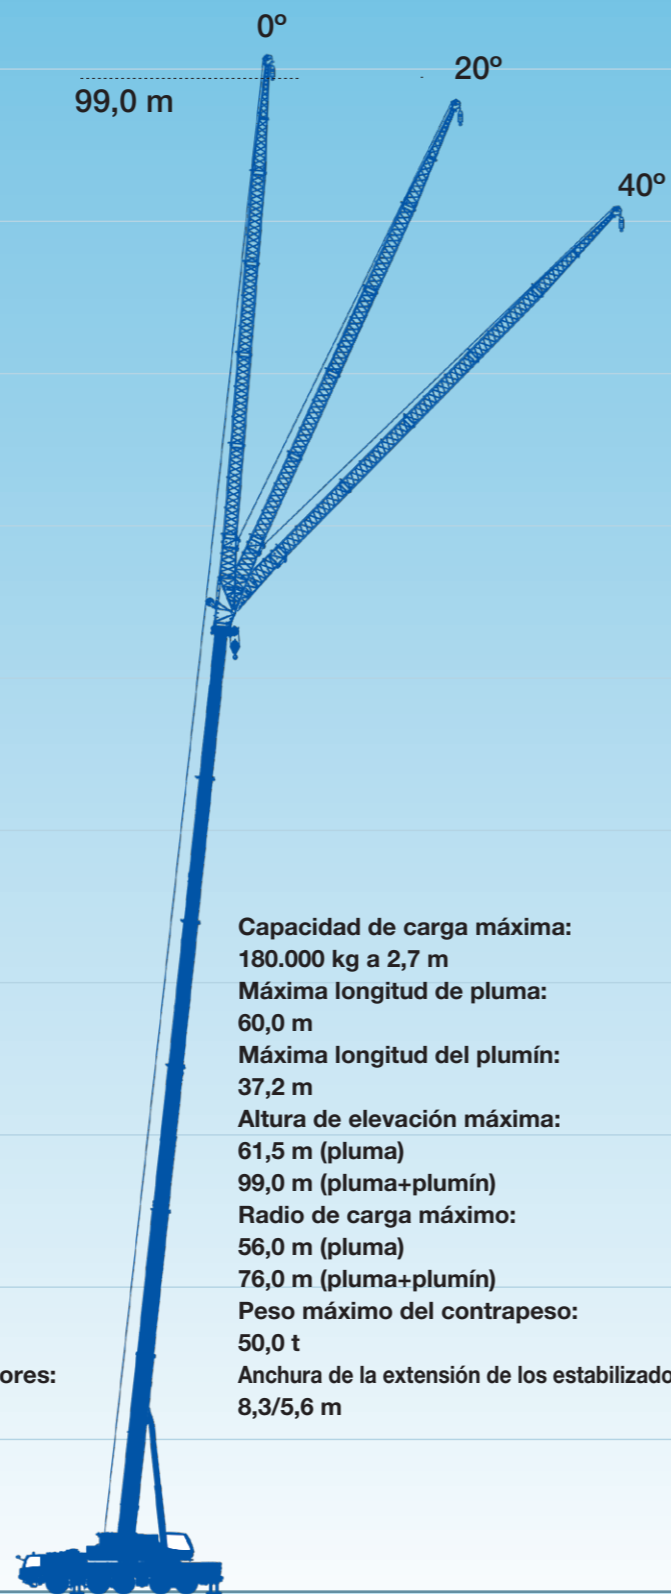 0º
20º
99,0 m
40º
Capacidad de carga máxima:
180.000 kg a 2,7 m
Máxima longitud de pluma:
60,0 m
Máxima longitud del plumín:
37,2 m
Altura de elevación máxima:
61,5 m (pluma)
99,0 m (pluma+plumín)
Radio de carga máximo:
56,0 m (pluma)
76,0 m (pluma+plumín)
Peso máximo del contrapeso:
50,0 t
ores:
Anchura de la extensión de los estabilizado
8,3/5,6 m